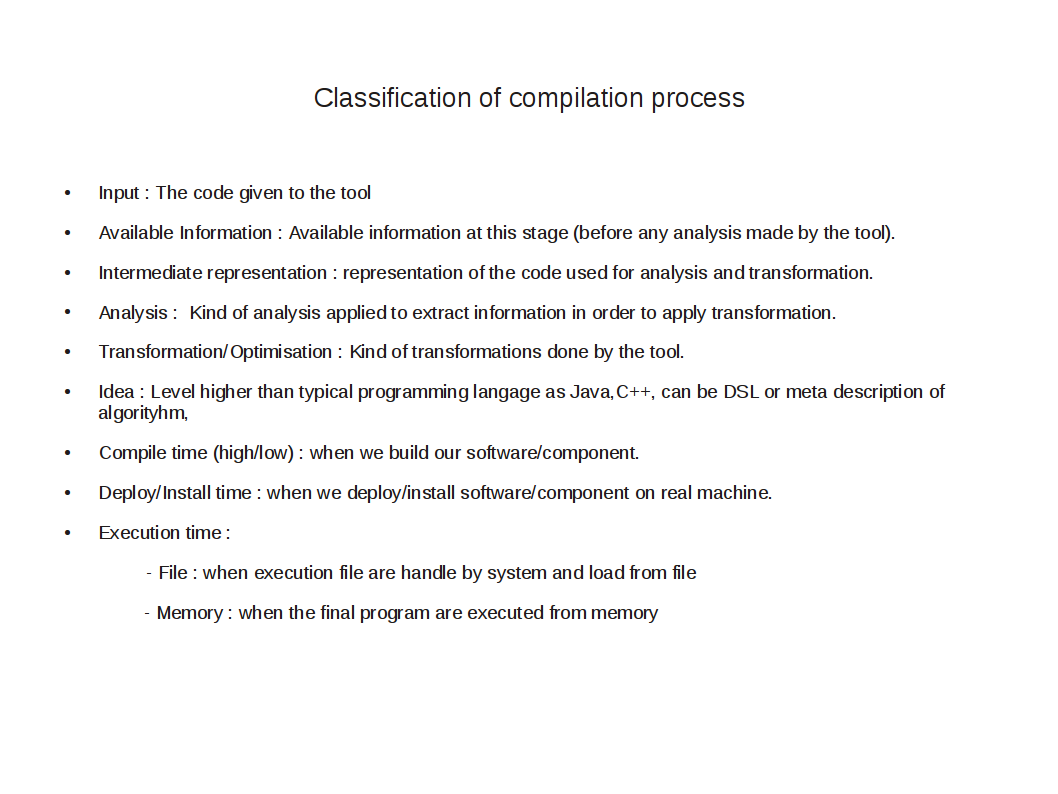 Classification of compilation process
• Input : The code given to the tool
• Available Information : Available information at this stage (before any analysis made by the tool).
• Intermediate representation : representation of the code used for analysis and transformation.
• Analysis :  Kind of analysis applied to extract information in order to apply transformation.
• Transformation/Optimisation : Kind of transformations done by the tool.
• Idea : Level higher than typical programming langage as Java,C++, can be DSL or meta description of
algorityhm,
• Compile time (high/low) : when we build our software/component.
• Deploy/Install time : when we deploy/install software/component on real machine.
• Execution time :
- File : when execution file are handle by system and load from file
- Memory : when the final program are executed from memory